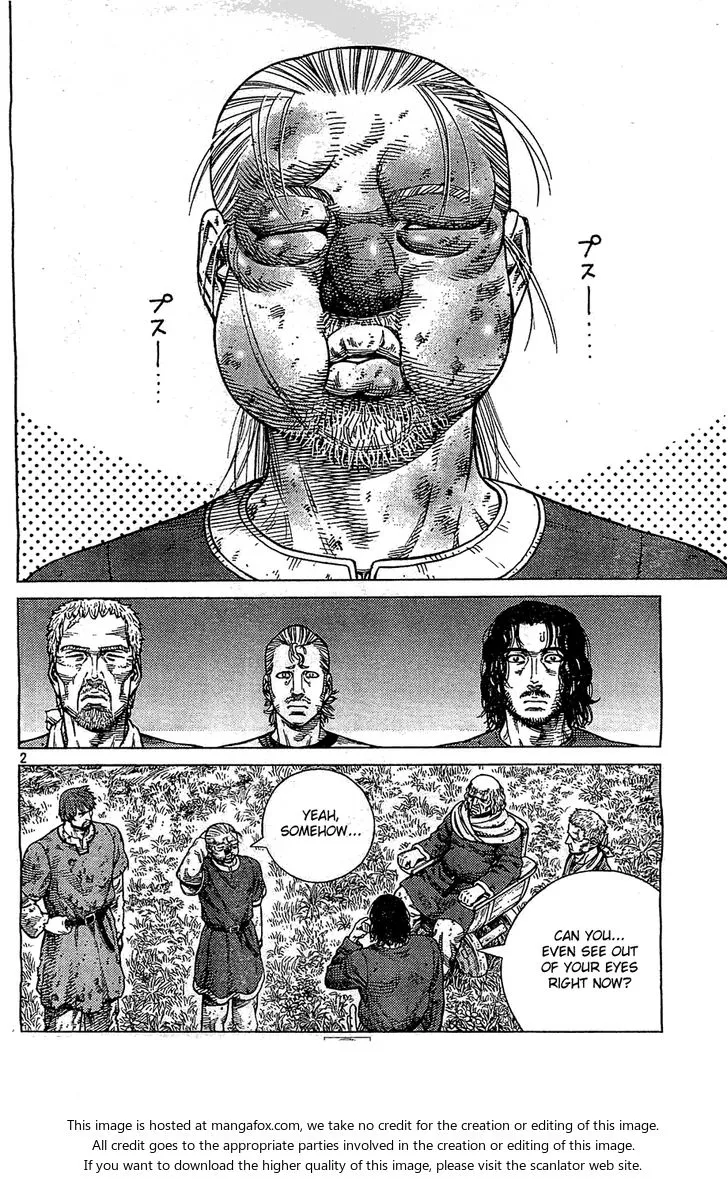 プスー……
プスー……
2
CAN YOU...
EVEN SEE OUT
OF YOUR EYES
RIGHT NOW?
YEAH,
SOMEHOW...
This image is hosted at mangafox.com, we take no credit for the creation or editing of this image.
All credit goes to the appropriate parties involved in the creation or editing of this image.
If you want to download the higher quality of this image, please visit the scanlator web site.